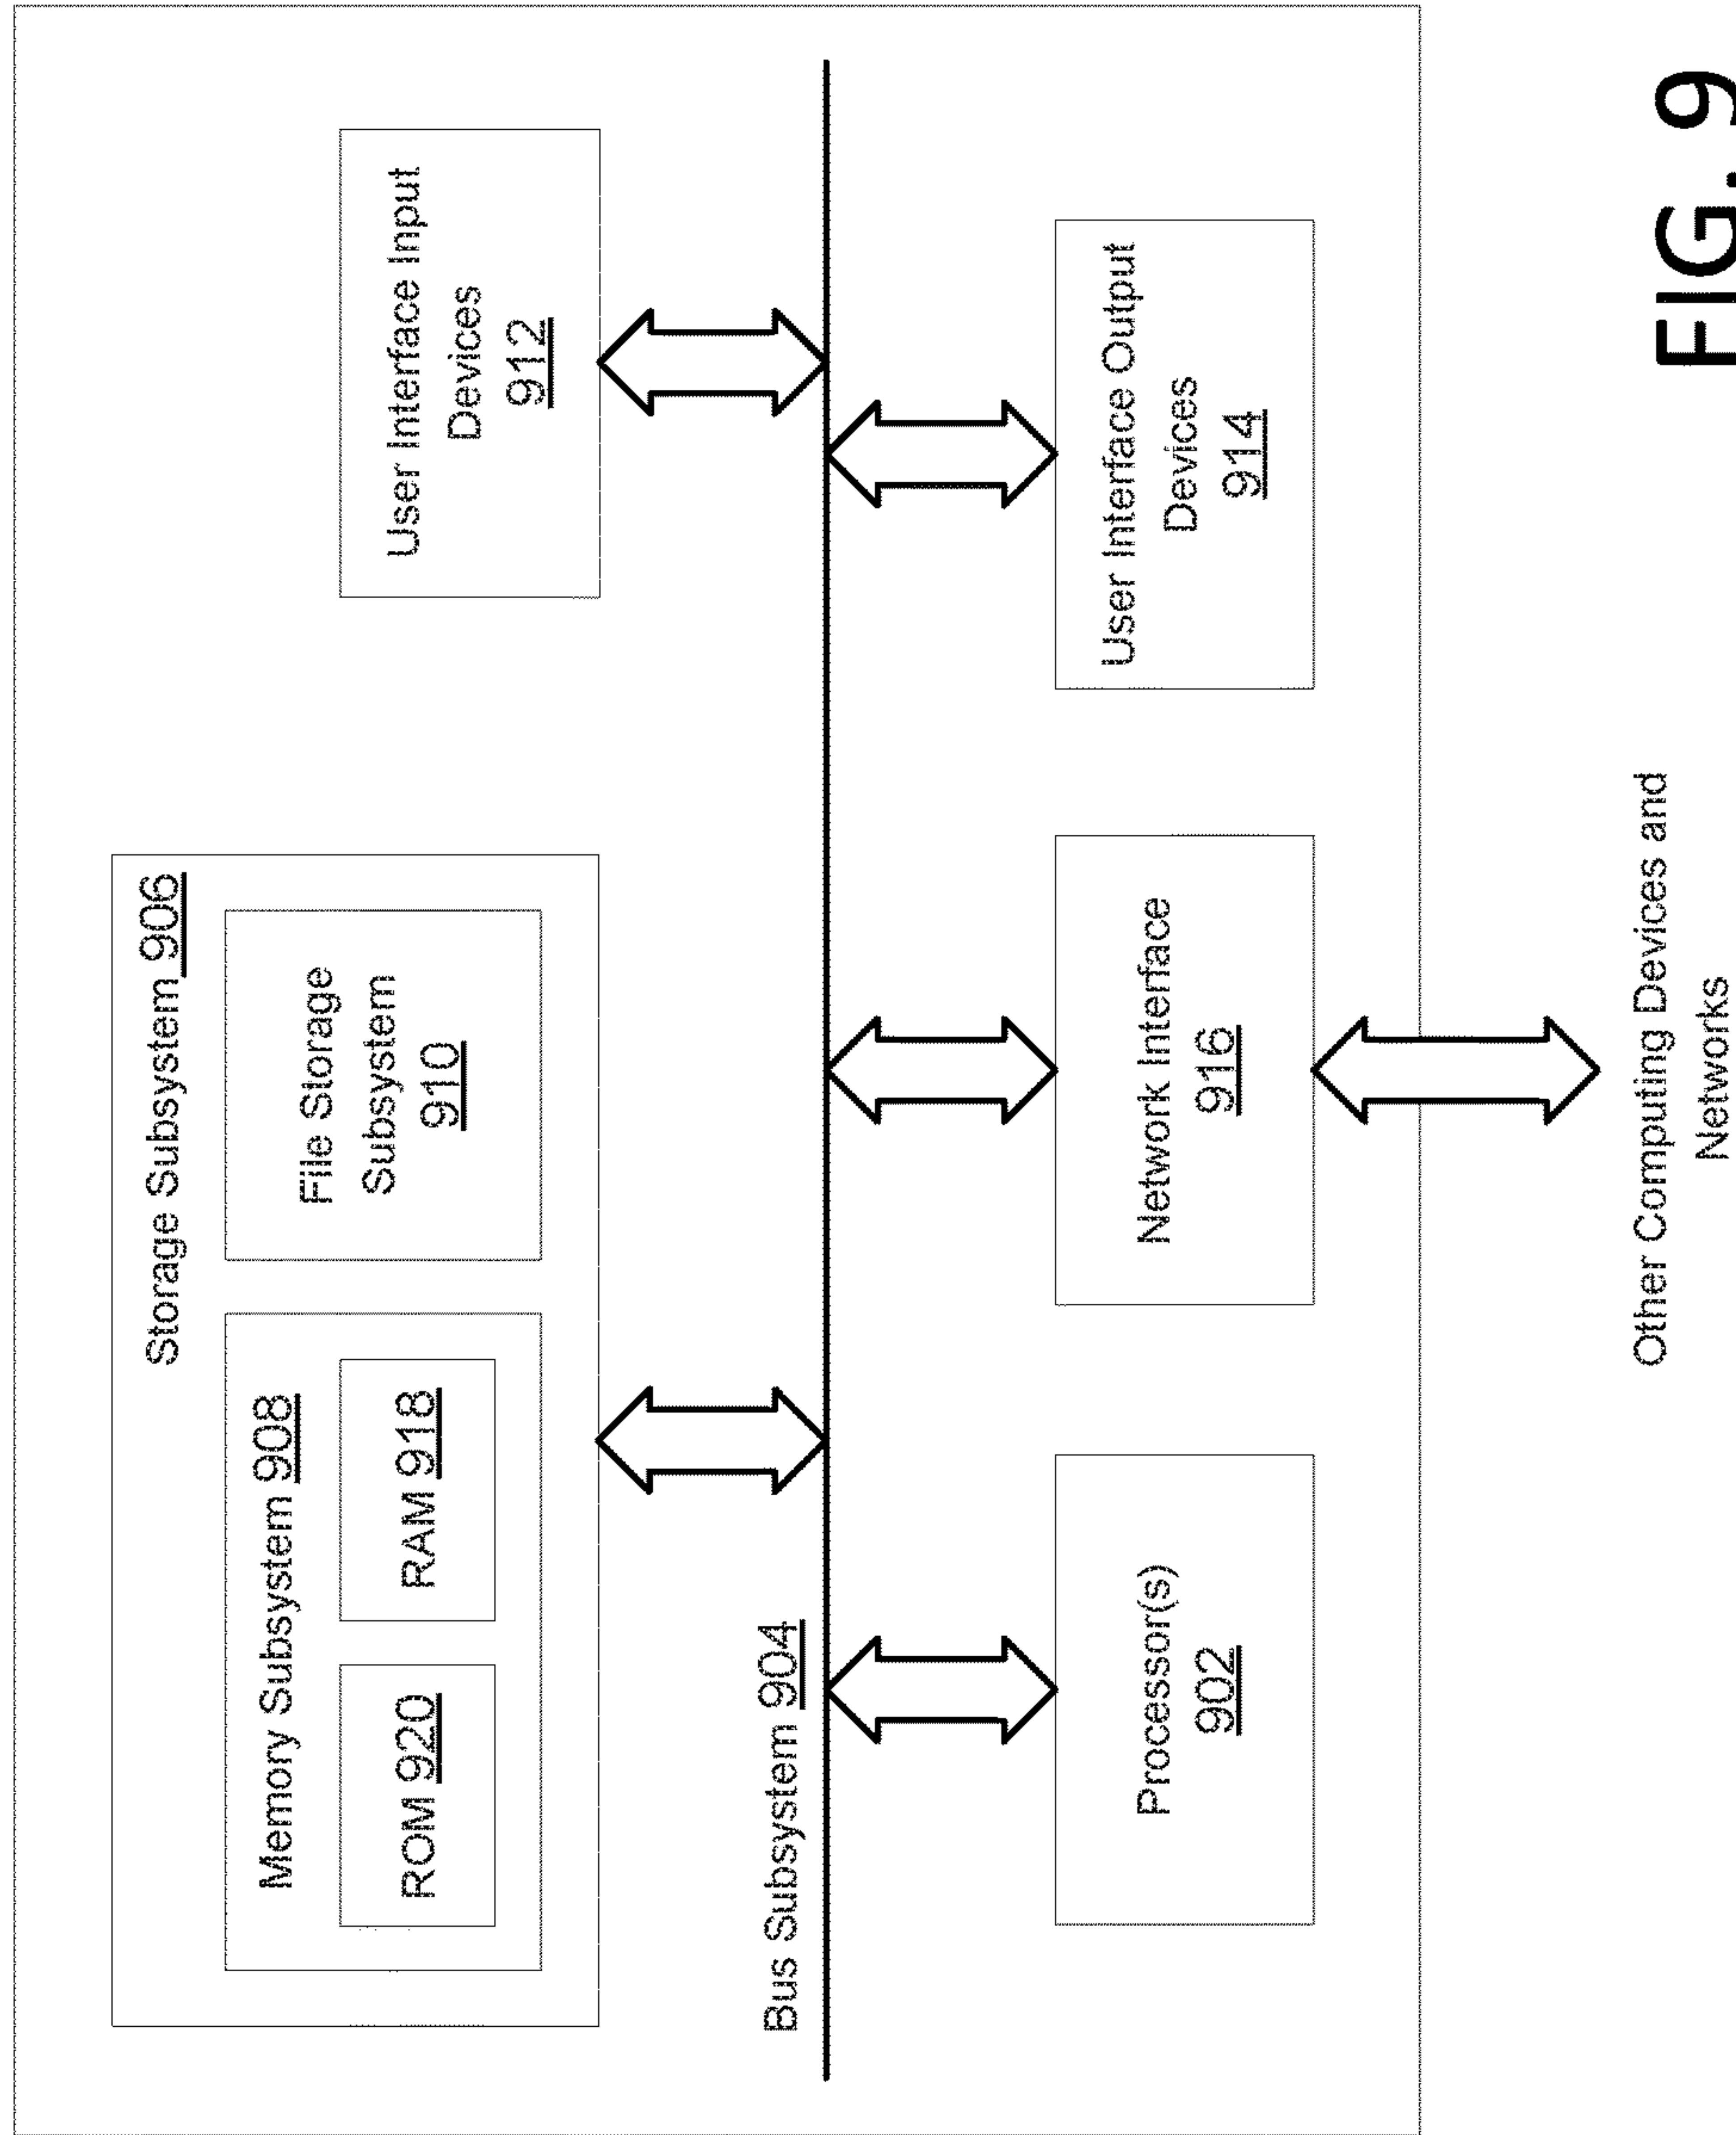 Storage Subsystem 906
Memory Subsystem 908
ROM 920
RAM 918
File Storage
Subsystem
910
User Interface Input
Devices
912
Bus Subsystem 904
Processor(s)
902
Network Interface
916
User Interface Output
Devices
914
Other Computing Devices and
Networks
FIG. 9